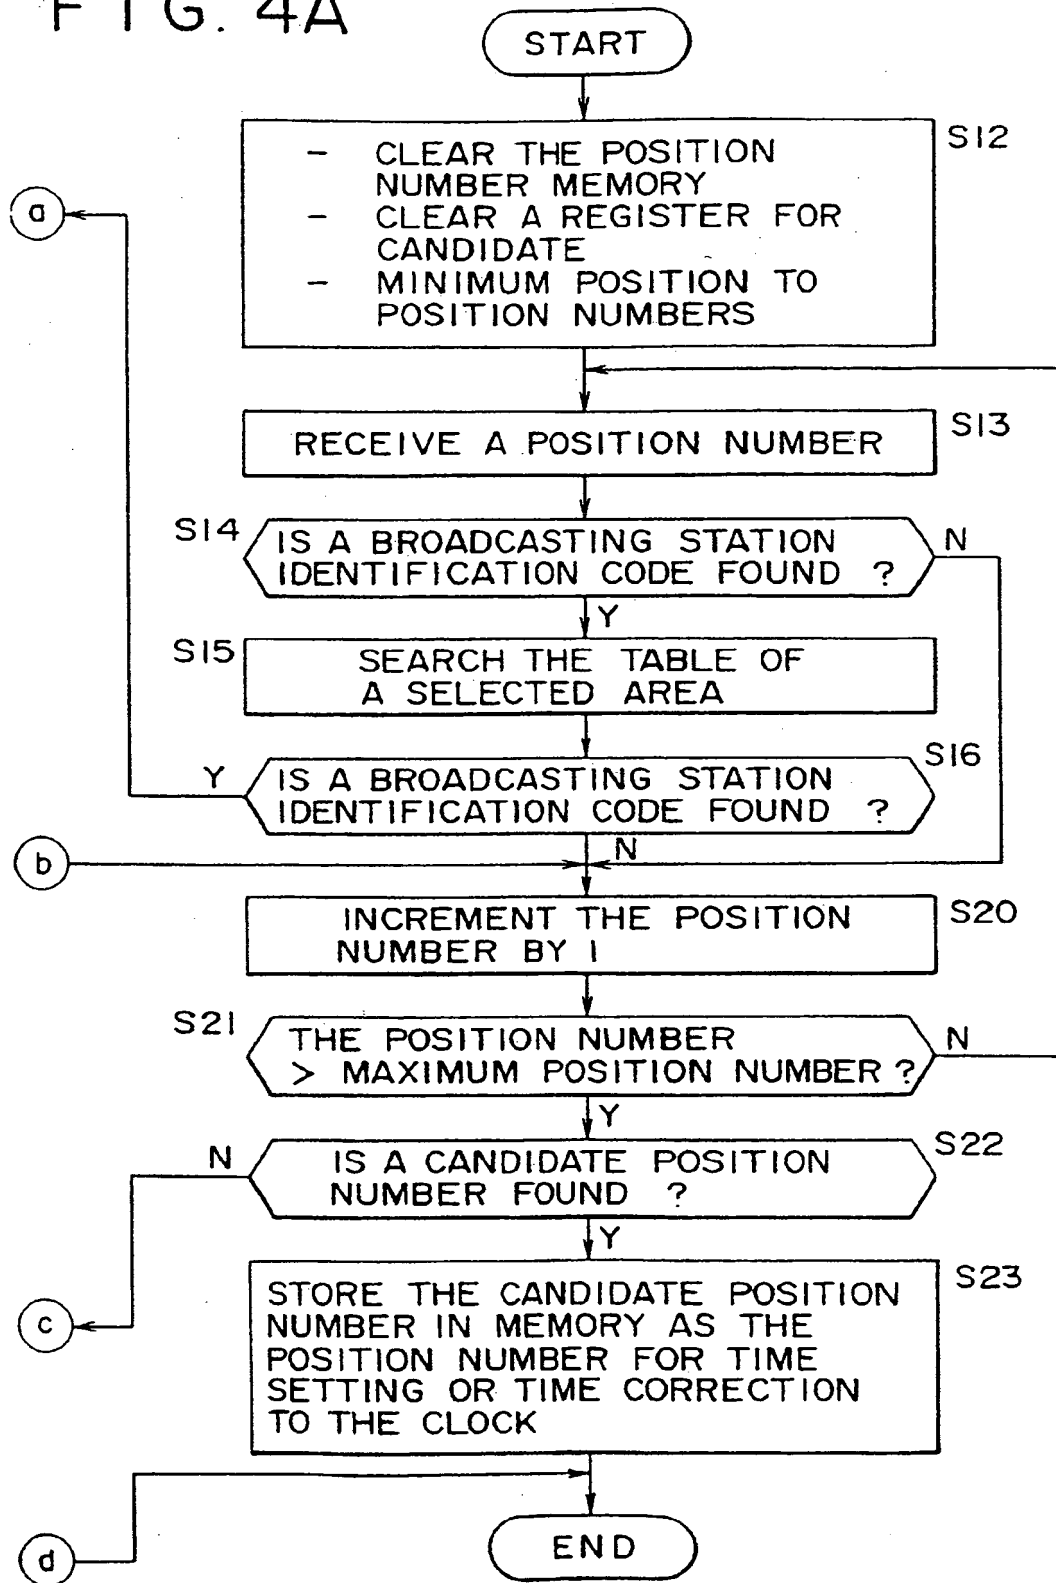 FIG. 4A
START
S12
- CLEAR THE POSITION
NUMBER MEMORY
- CLEAR A REGISTER FOR
CANDIDATE
- MINIMUM POSITION TO
POSITION NUMBERS
a
S13
RECEIVE A POSITION NUMBER
S14
IS A BROADCASTING STATION
IDENTIFICATION CODE FOUND ?
N
Y
S15
SEARCH THE TABLE OF
A SELECTED AREA
S16
Y
IS A BROADCASTING STATION
IDENTIFICATION CODE FOUND ?
N
b
S20
INCREMENT THE POSITION
NUMBER BY 1
S21
THE POSITION NUMBER
> MAXIMUM POSITION NUMBER ?
N
Y
S22
N
IS A CANDIDATE POSITION
NUMBER FOUND ?
Y
S23
STORE THE CANDIDATE POSITION
NUMBER IN MEMORY AS THE
POSITION NUMBER FOR TIME
SETTING OR TIME CORRECTION
TO THE CLOCK
c
d
END